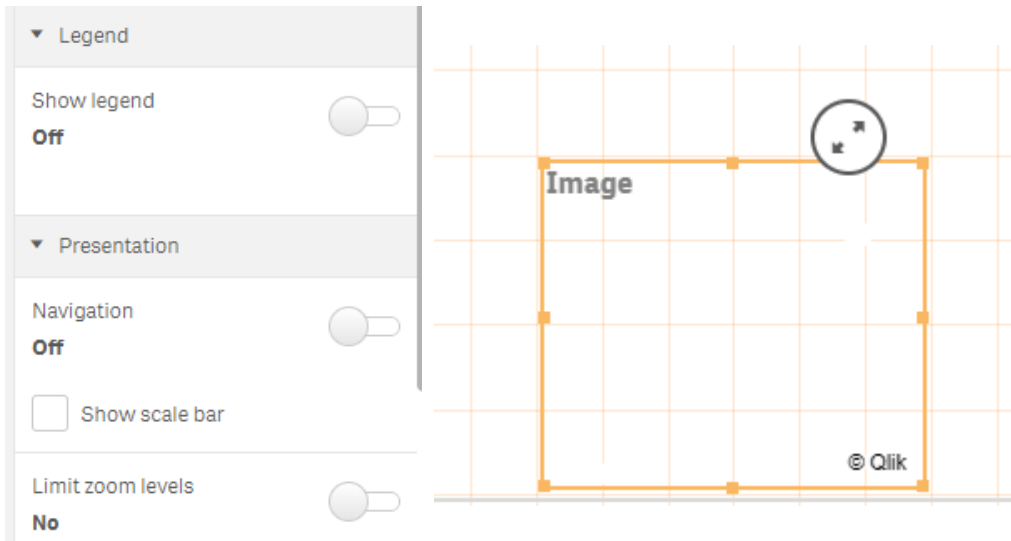 Legend
Show legend
Off
Presentation
Navigation
Off
Show scale bar
Limit zoom levels
No
Image
© Qlik